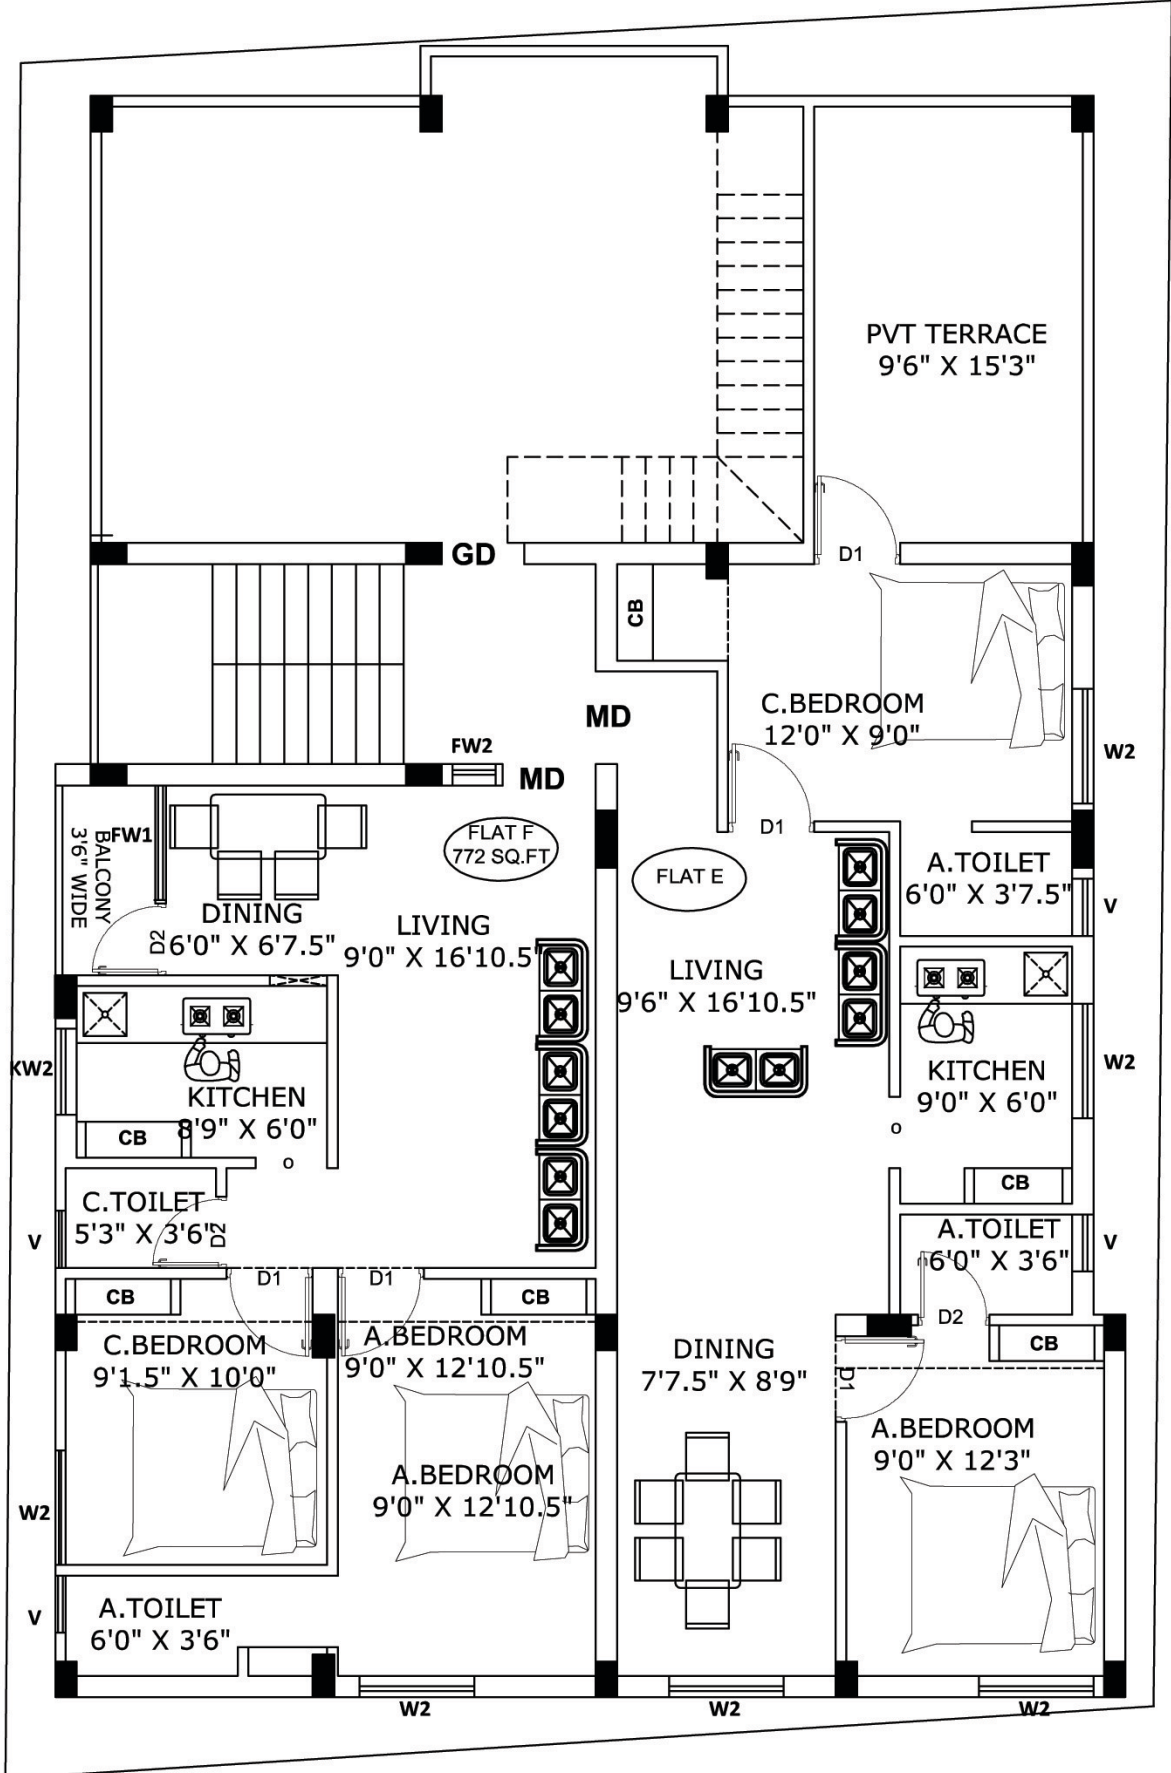 PVT TERRACE
9'6" X 15'3"
GD
D1
CB
C.BEDROOM
12'0" X 9'0"
MD
FW2
W2
MD
D1
FW1
BALCONY
3'6" WIDE
FLAT F
772 SQ.FT
FLAT E
A.TOILET
6'0" X 3'7.5"
V
DINING
6'0" X 6'7.5"
D2
LIVING
9'0" X 16'10.5"
LIVING
9'6" X 16'10.5"
KW2
KITCHEN
8'9" X 6'0"
KITCHEN
9'0" X 6'0"
W2
CB
O
O
CB
C.TOILET
5'3" X 3'6"
D2
V
A.TOILET
6'0" X 3'6"
V
D1
D1
CB
CB
D2
CB
C.BEDROOM
9'1.5" X 10'0"
A.BEDROOM
9'0" X 12'10.5"
DINING
7'7.5" X 8'9"
D1
A.BEDROOM
9'0" X 12'3"
A.BEDROOM
9'0" X 12'10.5"
W2
V
A.TOILET
6'0" X 3'6"
W2
W2
W2